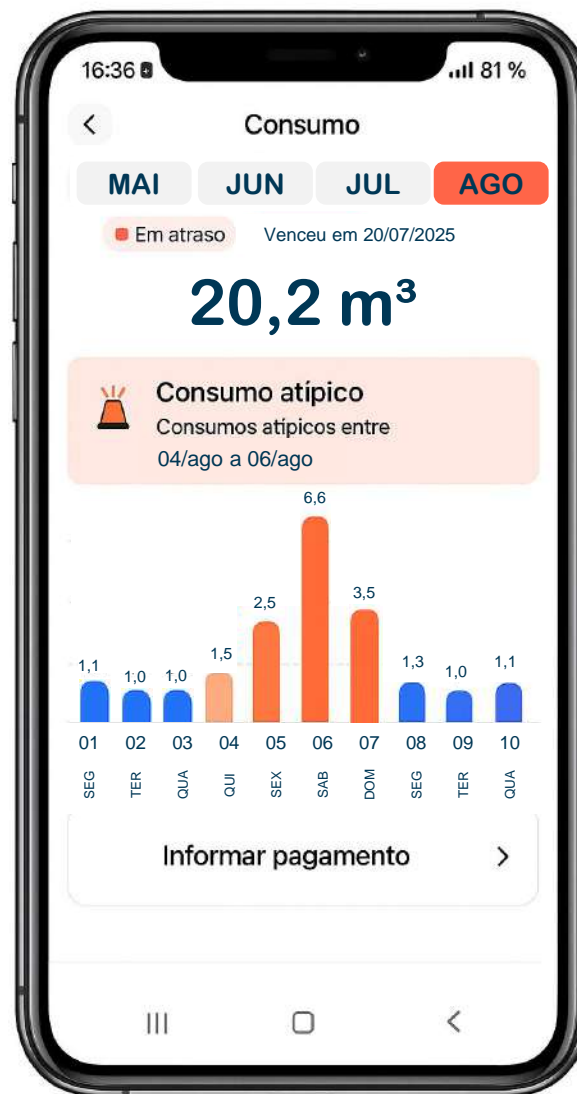 16:36 81 %
Consumo
MAI JUN JUL AGO
Em atraso Venceu em 20/07/2025
20,2 m³
Consumo atípico
Consumos atípicos entre
04/ago a 06/ago
6,6
3,5
2,5
1,5
1,3
1,1 1,0 1,0 1,0 1,1
01 02 03 04 05 06 07 08 09 10
SEG TER QUA QUI SEX SAB DOM SEG TER QUA
Informar pagamento